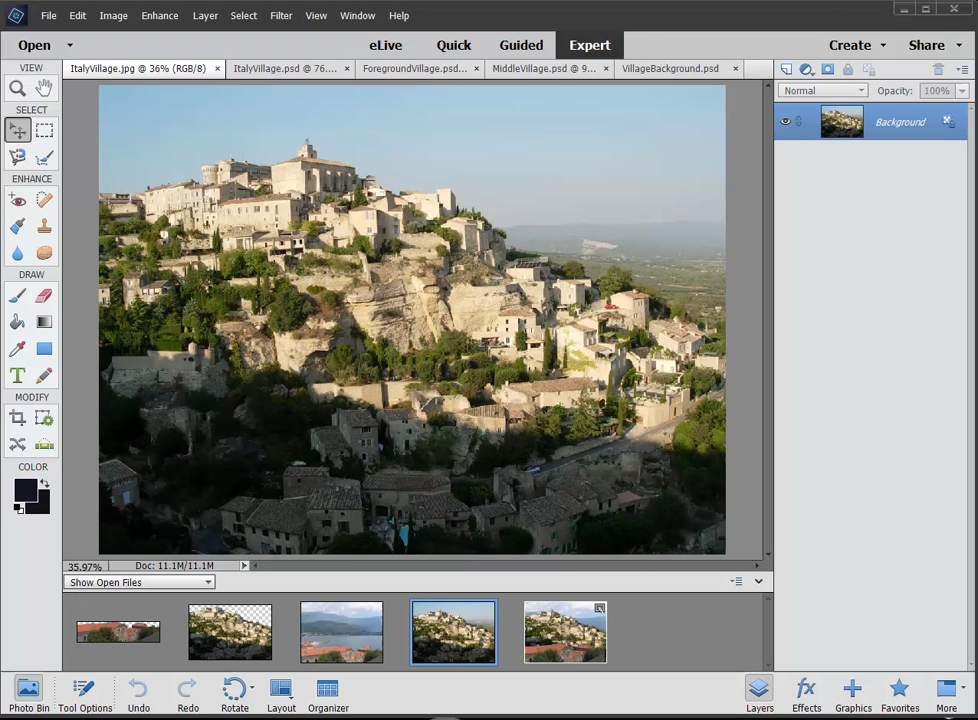 File Edit Image Enhance Layer Select Filter View Window Help
Open eLive Quick Guided Expert Create Share
VIEW
ItalyVillage.jpg @ 36% (RGB/8) × ItalyVillage.psd @ 76.... × ForegroundVillage.psd... × MiddleVillage.psd @ 9... × VillageBackground.psd ×
Normal Opacity: 100%
SELECT
Background
ENHANCE
DRAW
T
MODIFY
COLOR
35.97% Doc: 11.1M/11.1M
Show Open Files
Photo Bin Tool Options Undo Redo Rotate Layout Organizer Layers fx Effects Graphics Favorites More